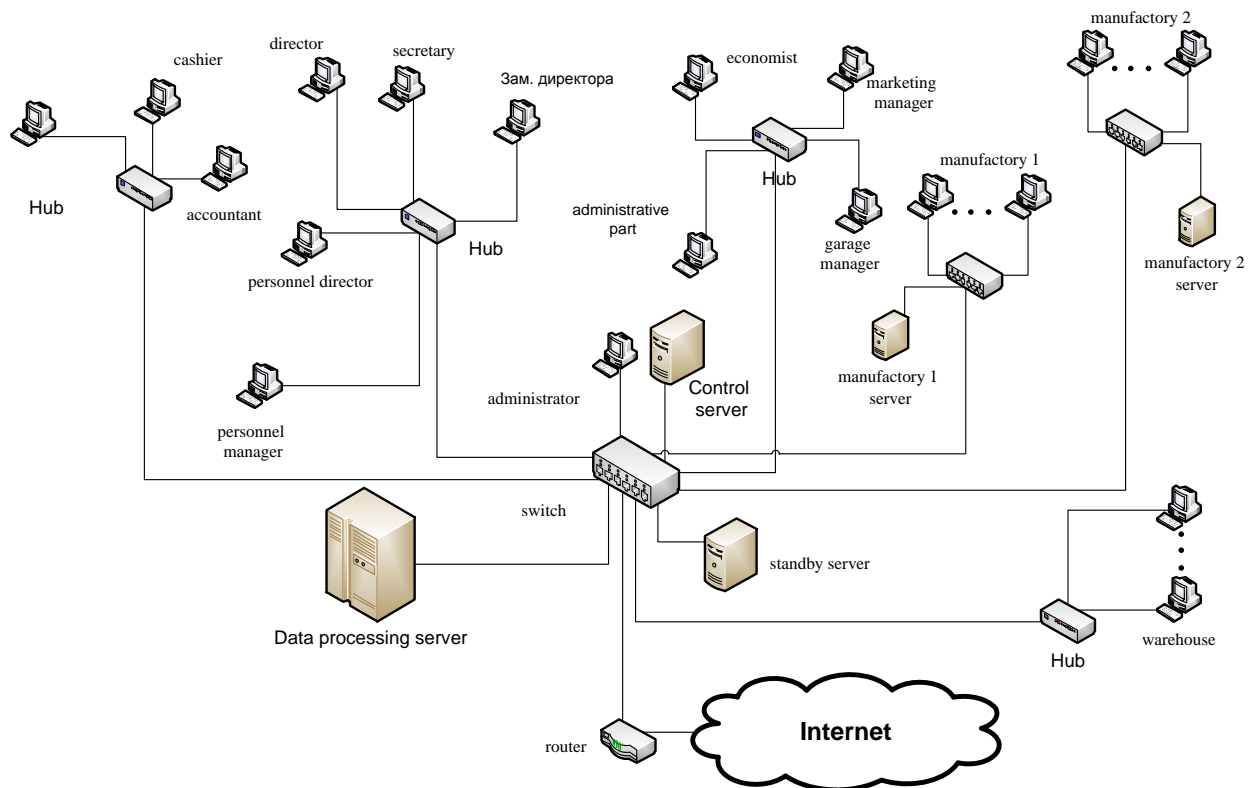 manufactory 2
director
secretary
cashier
economist
marketing
manager
Зам. директора
manufactory 1
Hub
accountant
Hub
Hub
administrative
part
garage
manager
personnel director
manufactory 2
server
manufactory 1
server
Control
server
administrator
personnel
manager
switch
standby server
Data processing server
warehouse
Hub
Internet
router